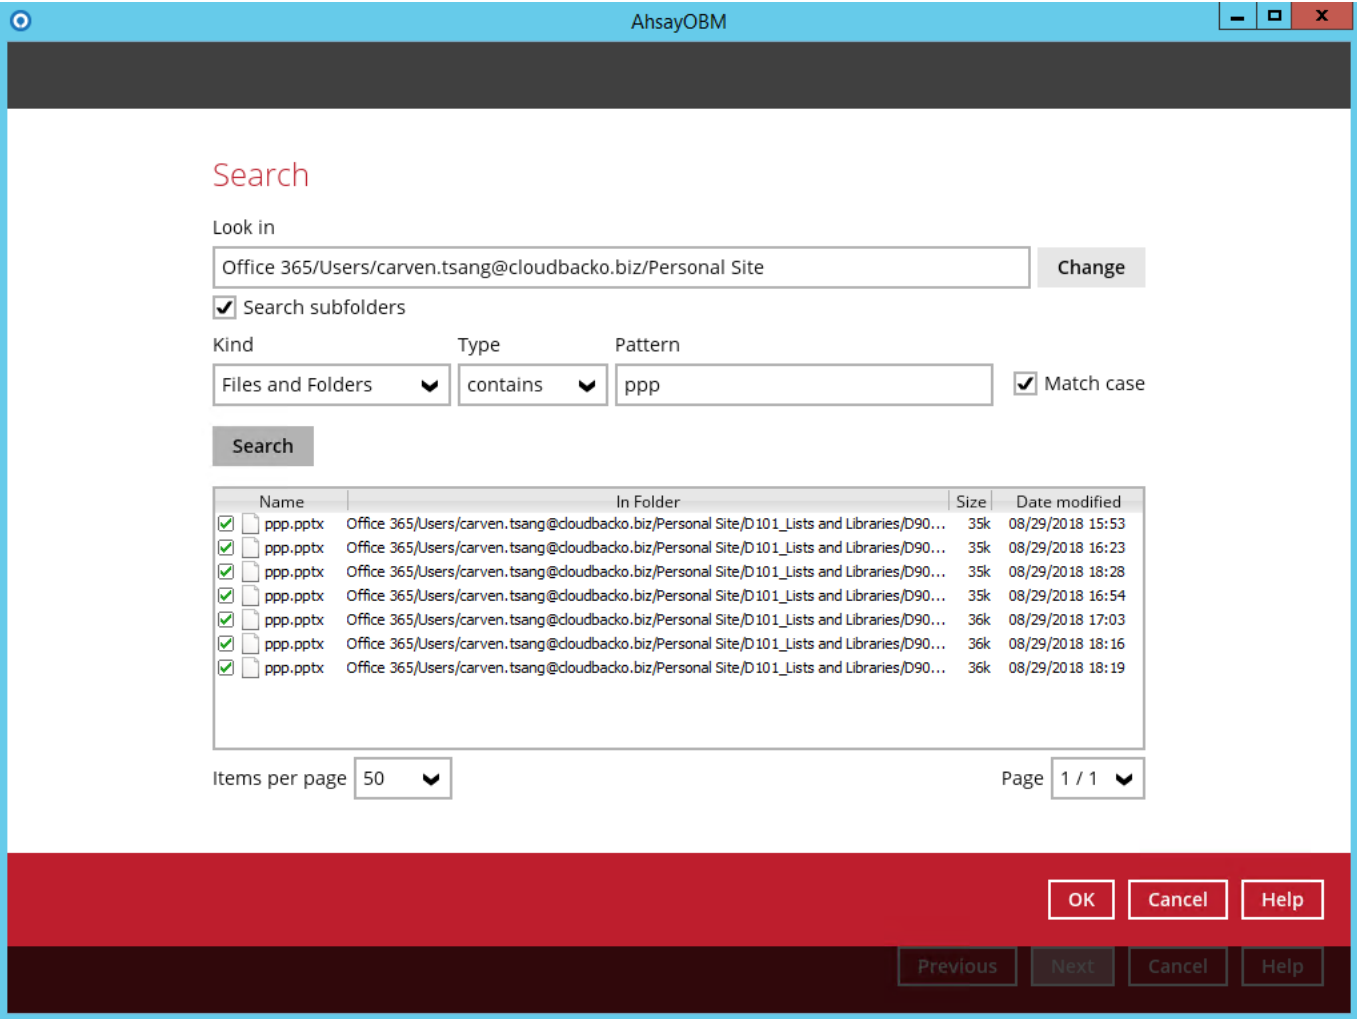 AhsayOBM
Search
Look in
Office 365/Users/carven.tsang@cloudbacko.biz/Personal Site Change
Search subfolders
Kind Type Pattern
Files and Folders contains ppp Match case
Search
Name In Folder Size Date modified
ppp.pptx Office 365/Users/carven.tsang@cloudbacko.biz/Personal Site/D101_Lists and Libraries/D90... 35k 08/29/2018 15:53
ppp.pptx Office 365/Users/carven.tsang@cloudbacko.biz/Personal Site/D101_Lists and Libraries/D90... 35k 08/29/2018 16:23
ppp.pptx Office 365/Users/carven.tsang@cloudbacko.biz/Personal Site/D101_Lists and Libraries/D90... 35k 08/29/2018 18:28
ppp.pptx Office 365/Users/carven.tsang@cloudbacko.biz/Personal Site/D101_Lists and Libraries/D90... 35k 08/29/2018 16:54
ppp.pptx Office 365/Users/carven.tsang@cloudbacko.biz/Personal Site/D101_Lists and Libraries/D90... 36k 08/29/2018 17:03
ppp.pptx Office 365/Users/carven.tsang@cloudbacko.biz/Personal Site/D101_Lists and Libraries/D90... 36k 08/29/2018 18:16
ppp.pptx Office 365/Users/carven.tsang@cloudbacko.biz/Personal Site/D101_Lists and Libraries/D90... 36k 08/29/2018 18:19
Items per page 50 Page 1 / 1
OK Cancel Help
Previous Next Cancel Help